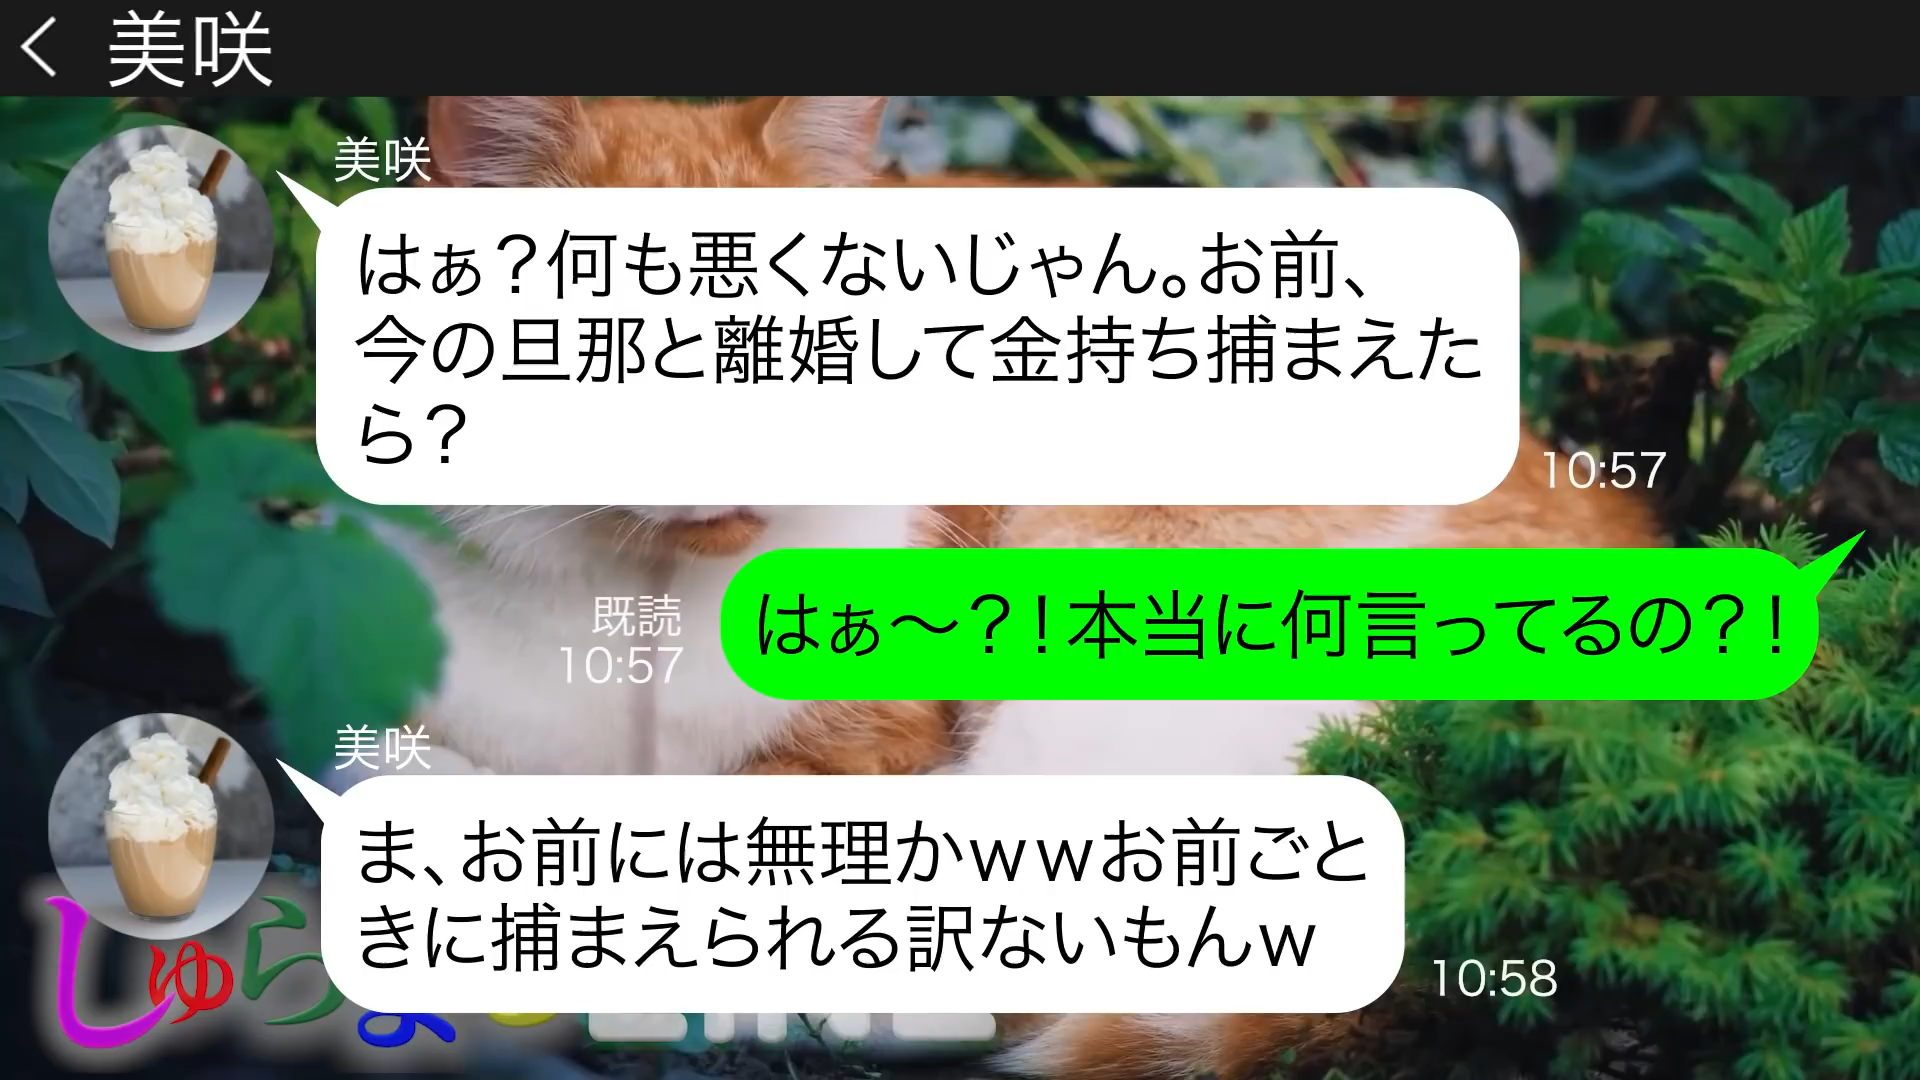 美咲
美咲
はぁ？何も悪くないじゃん。お前、
今の旦那と離婚して金持ち捕まえた
ら？
10:57
はぁ～？！本当に何言ってるの？！
既読
10:57
美咲
ま、お前には無理かｗｗお前ごと
きに捕まえられる訳ないもんｗ
10:58
しゅら